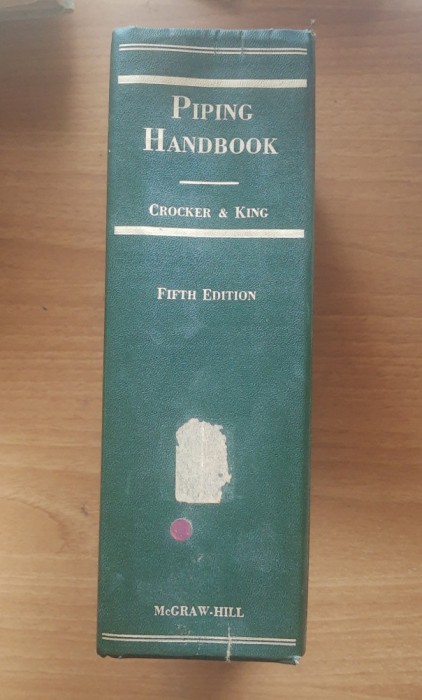 PIPING
HANDBOOK
CROCKER & KING
FIFTH EDITION
McGRAW-HILL